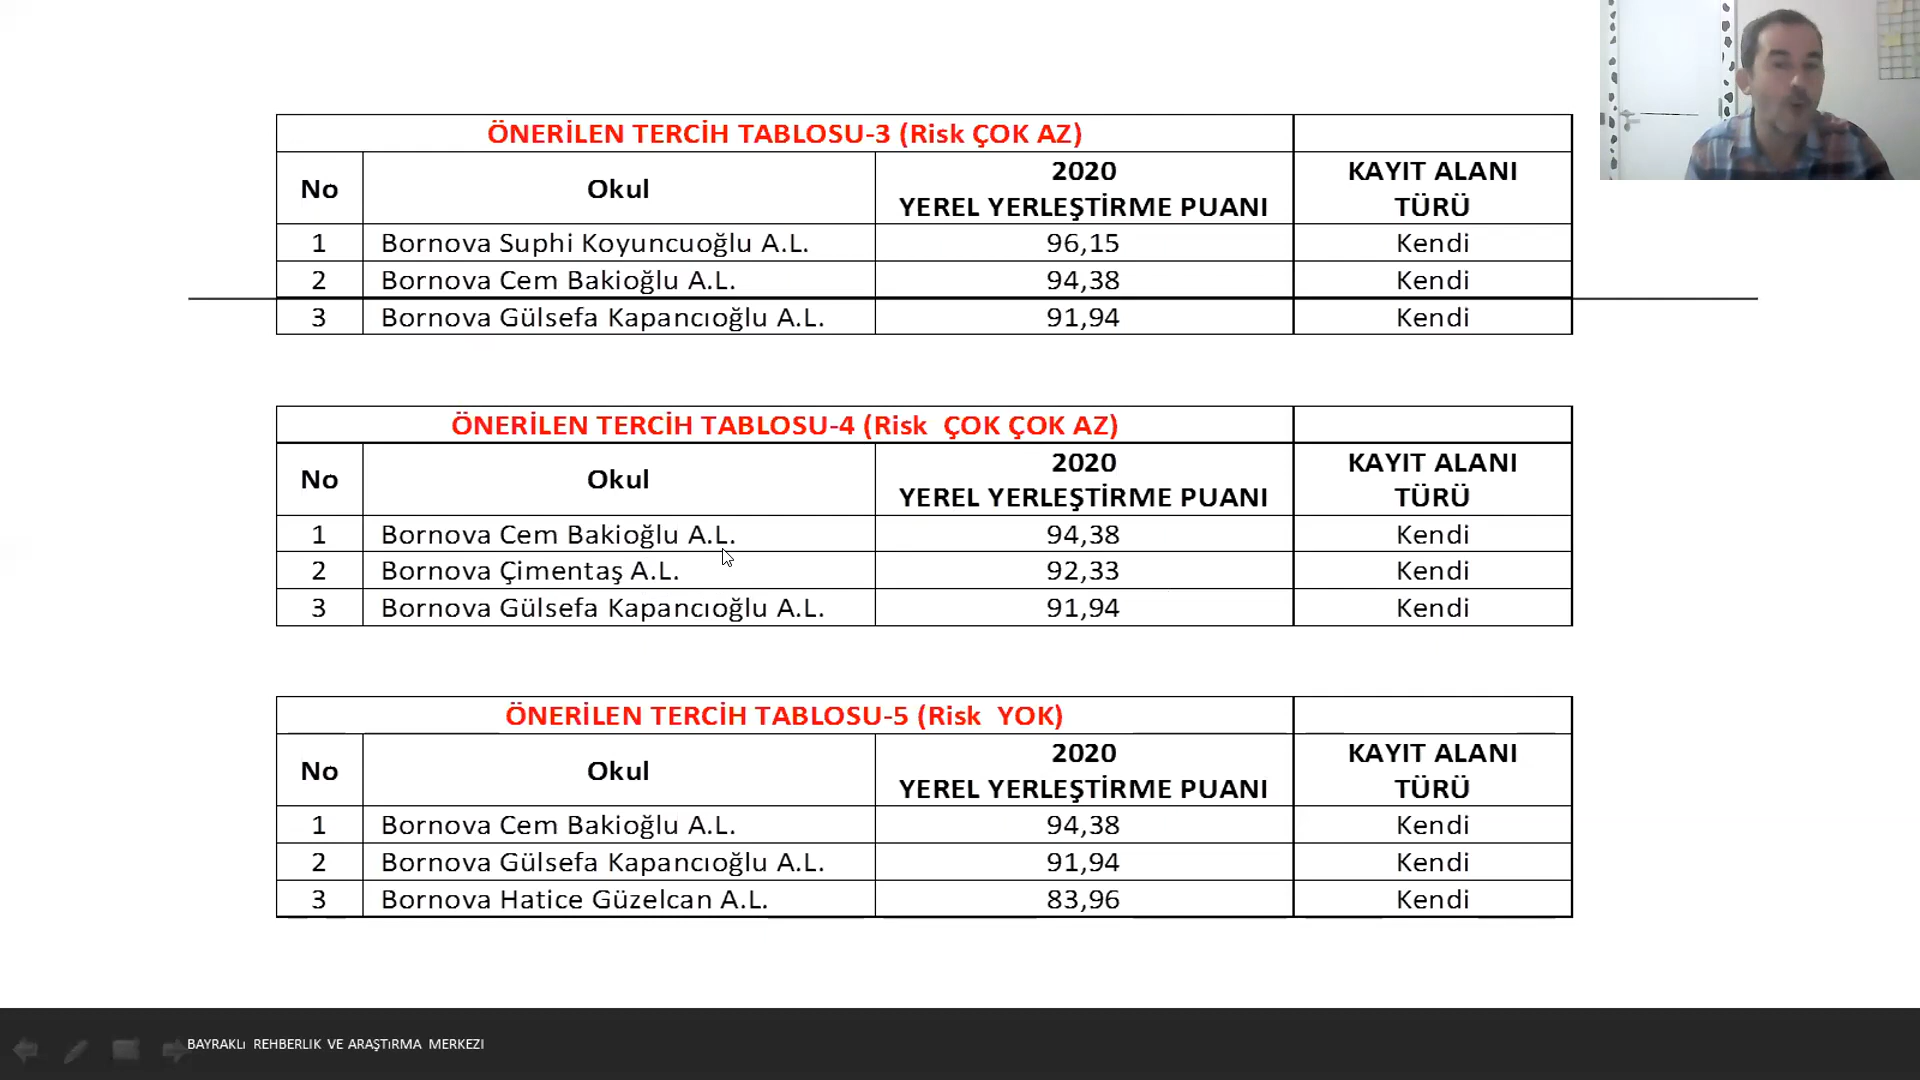 ÖNERİLEN TERCİH TABLOSU-3 (Risk ÇOK AZ)
No Okul 2020 YEREL YERLEŞTİRME PUANI KAYIT ALANI TÜRÜ
1 Bornova Suphi Koyuncuoğlu A.L. 96,15 Kendi
2 Bornova Cem Bakioğlu A.L. 94,38 Kendi
3 Bornova Gülsefa Kapancıoğlu A.L. 91,94 Kendi
ÖNERİLEN TERCİH TABLOSU-4 (Risk ÇOK ÇOK AZ)
No Okul 2020 YEREL YERLEŞTİRME PUANI KAYIT ALANI TÜRÜ
1 Bornova Cem Bakioğlu A.L. 94,38 Kendi
2 Bornova Çimentaş A.L. 92,33 Kendi
3 Bornova Gülsefa Kapancıoğlu A.L. 91,94 Kendi
ÖNERİLEN TERCİH TABLOSU-5 (Risk YOK)
No Okul 2020 YEREL YERLEŞTİRME PUANI KAYIT ALANI TÜRÜ
1 Bornova Cem Bakioğlu A.L. 94,38 Kendi
2 Bornova Gülsefa Kapancıoğlu A.L. 91,94 Kendi
3 Bornova Hatice Güzelcan A.L. 83,96 Kendi
BAYRAKLı REHBERLIK VE ARAŞTıRMA MERKEZI